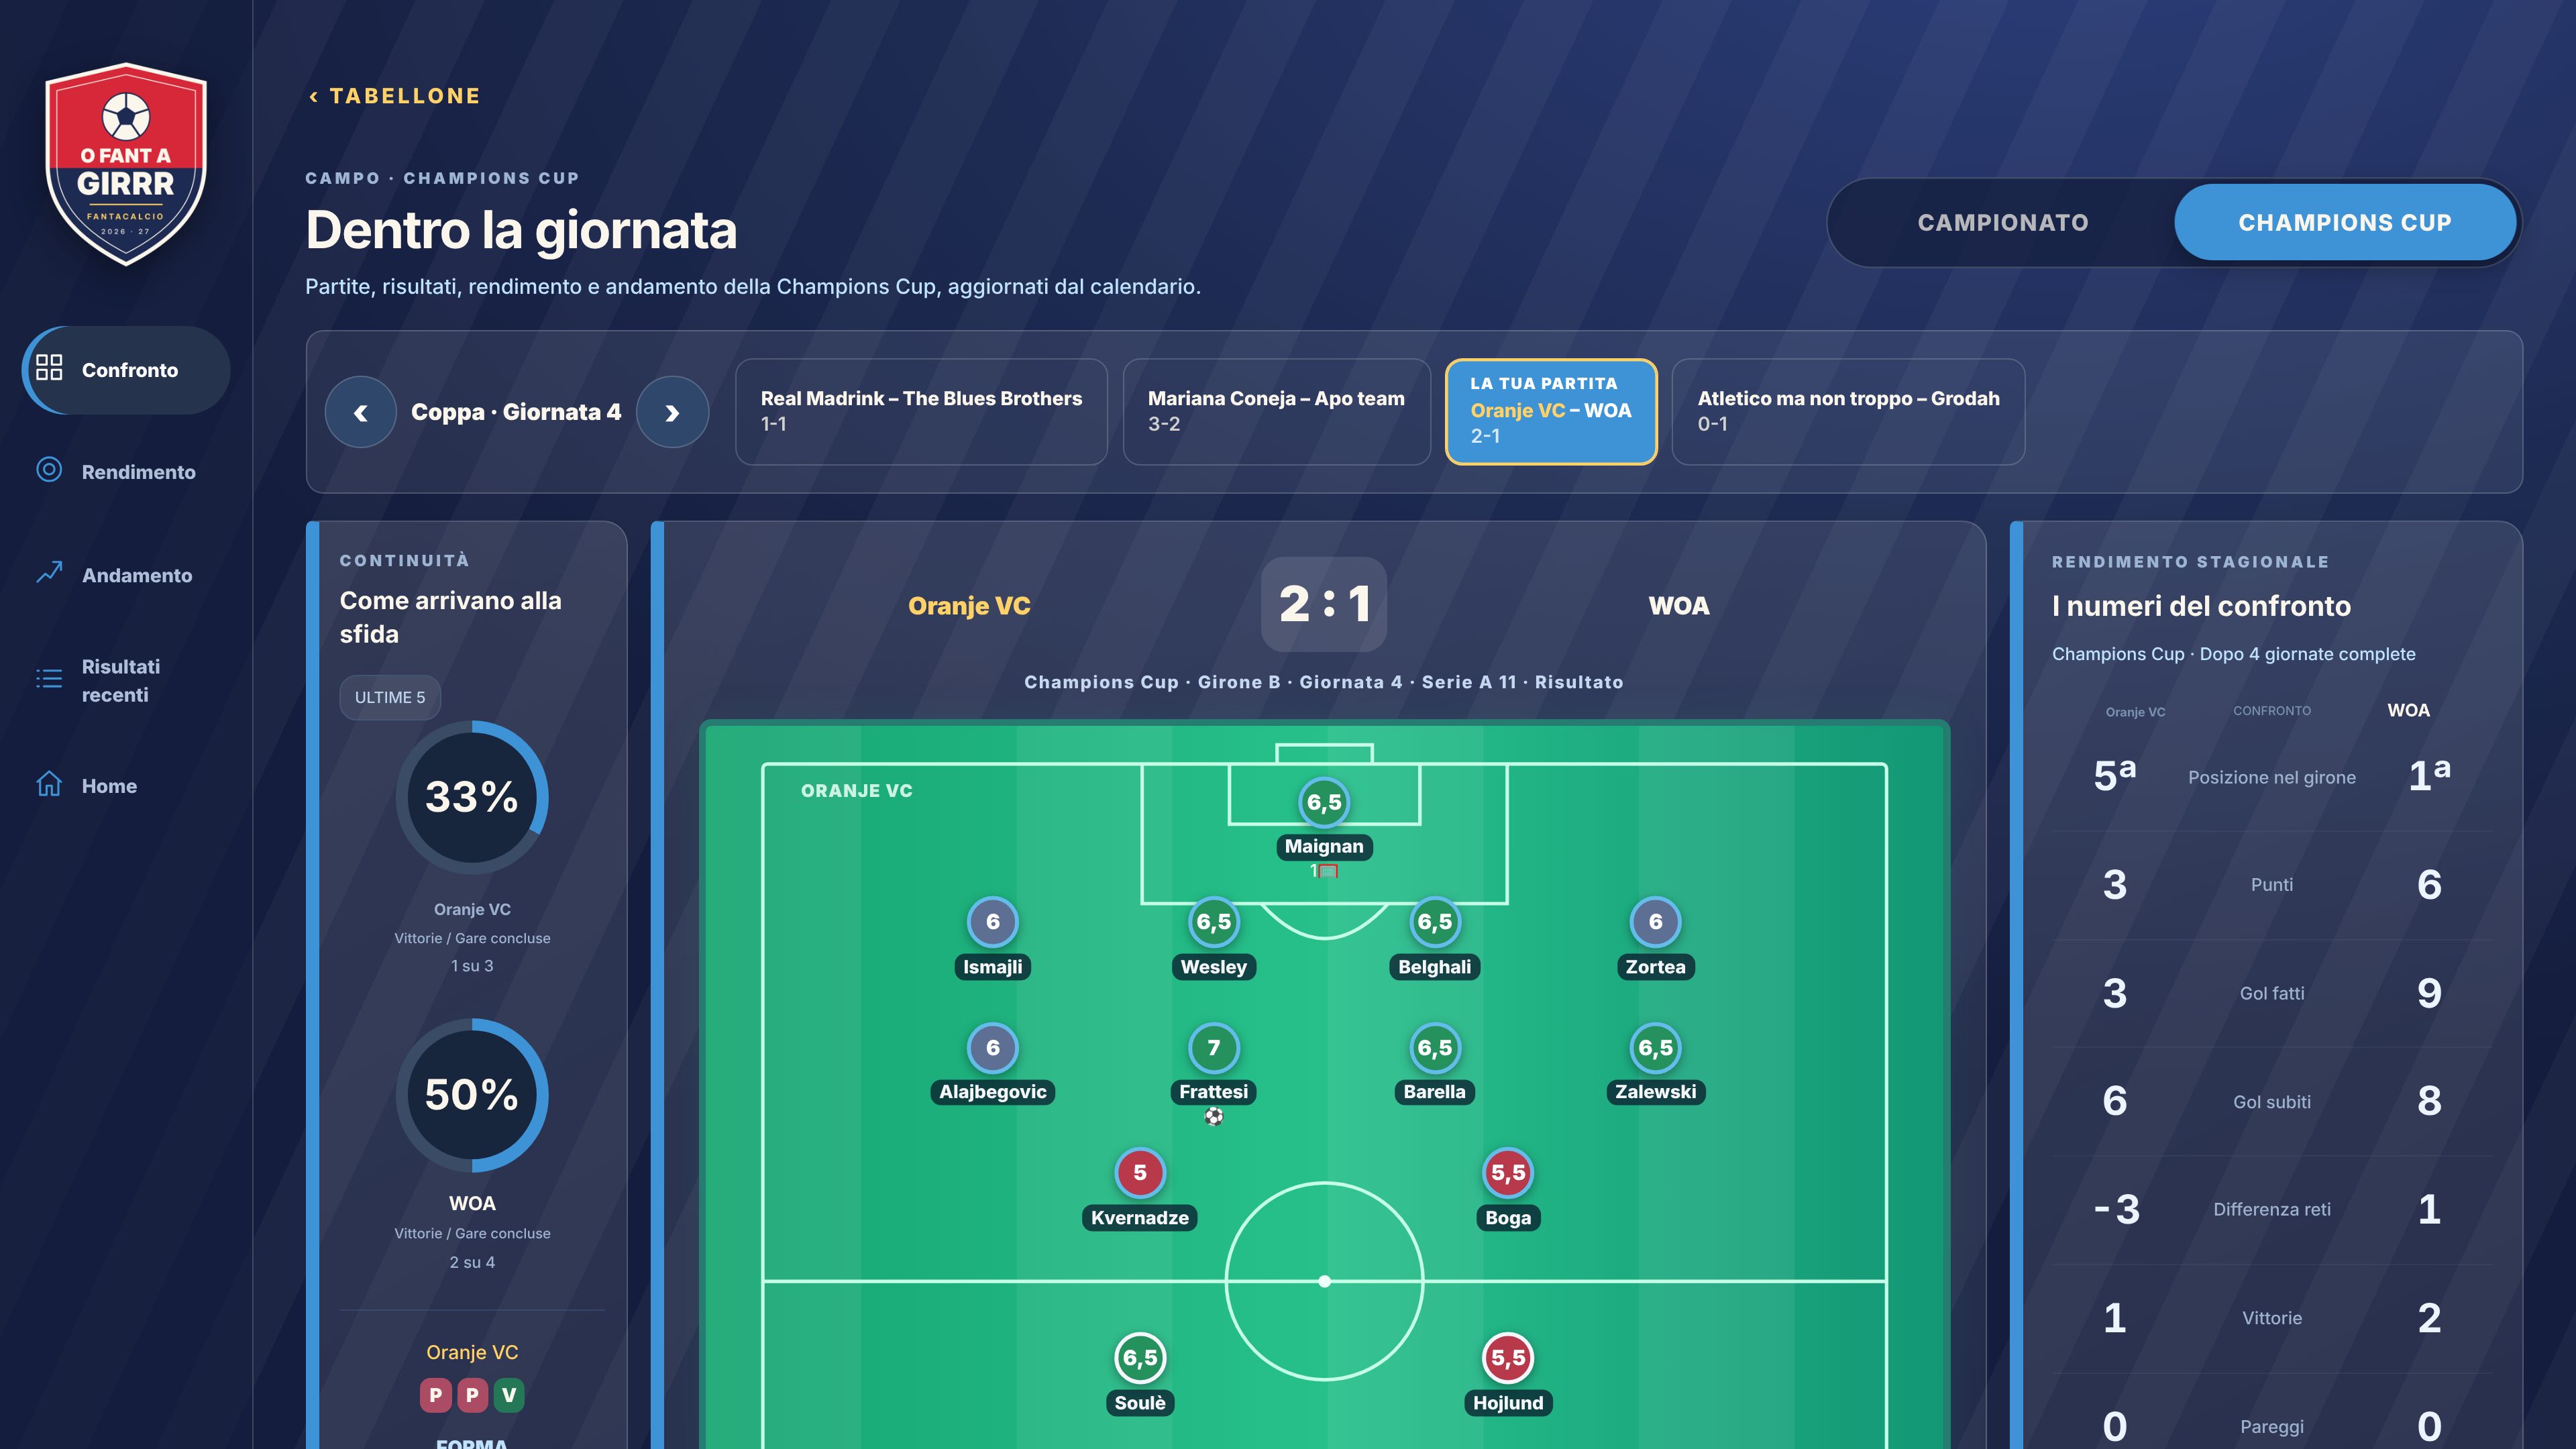 O FANT A
GIRRR
FANTACALCIO
2026 · 27
Confronto
Rendimento
Andamento
Risultati
recenti
Home
‹ TABELLONE
CAMPO · CHAMPIONS CUP
Dentro la giornata
Partite, risultati, rendimento e andamento della Champions Cup, aggiornati dal calendario.
CAMPIONATO
CHAMPIONS CUP
‹ Coppa · Giornata 4 ›
Real Madrink – The Blues Brothers
1-1
Mariana Coneja – Apo team
3-2
LA TUA PARTITA
Oranje VC – WOA
2-1
Atletico ma non troppo – Grodah
0-1
CONTINUITÀ
Come arrivano alla
sfida
ULTIME 5
33%
Oranje VC
Vittorie / Gare concluse
1 su 3
50%
WOA
Vittorie / Gare concluse
2 su 4
Oranje VC
P P V
FORMA
Oranje VC 2 : 1 WOA
Champions Cup · Girone B · Giornata 4 · Serie A 11 · Risultato
ORANJE VC
6,5
Maignan
1
6 6,5 6,5 6
Ismajli Wesley Belghali Zortea
6 7 6,5 6,5
Alajbegovic Frattesi Barella Zalewski
5 5,5
Kvernadze Boga
6,5 5,5
Soulè Hojlund
RENDIMENTO STAGIONALE
I numeri del confronto
Champions Cup · Dopo 4 giornate complete
Oranje VC CONFRONTO WOA
5ª Posizione nel girone 1ª
3 Punti 6
3 Gol fatti 9
6 Gol subiti 8
-3 Differenza reti 1
1 Vittorie 2
0 Pareggi 0